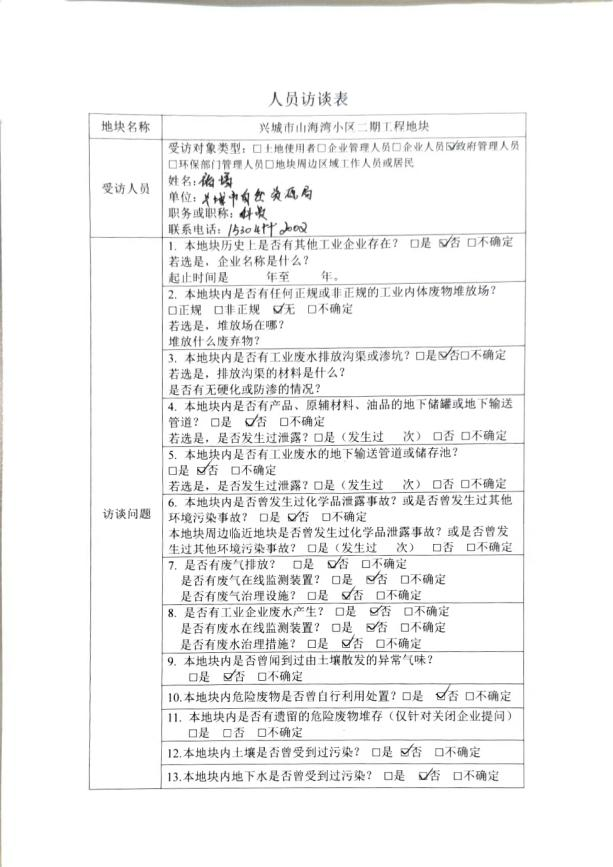 人员访谈表
地块名称 兴城市山海湾小区二期工程地块
受访人员
受访对象类型：□土地使用者□企业管理人员□企业人员☑政府管理人员
□环保部门管理人员□地块周边区域工作人员或居民
姓名：
单位：兴城市自然资源局
职务或职称：科员
联系电话：
访谈问题
1. 本地块历史上是否有其他工业企业存在？ □是 ☑否 □不确定
若选是，企业名称是什么？
起止时间是 年至 年。
2. 本地块内是否有任何正规或非正规的工业内体废物堆放场？
□正规 □非正规 ☑无 □不确定
若选是，堆放场在哪？
堆放什么废弃物？
3. 本地块内是否有工业废水排放沟渠或渗坑？□是☑否□不确定
若选是，排放沟渠的材料是什么？
是否有无硬化或防渗的情况？
4. 本地块内是否有产品、原辅材料、油品的地下储罐或地下输送
管道？ □是 ☑否 □不确定
若选是，是否发生过泄露？□是（发生过 次） □否 □不确定
5. 本地块内是否有工业废水的地下输送管道或储存池？
□是 ☑否 □不确定
若选是，是否发生过泄露？□是（发生过 次） □否 □不确定
6. 本地块内是否曾发生过化学品泄露事故？或是否曾发生过其他
环境污染事故？ □是 ☑否 □不确定
本地块周边临近地块是否曾发生过化学品泄露事故？或是否曾发
生过其他环境污染事故？ □是（发生过 次） □否 □不确定
7. 是否有废气排放？ □是 ☑否 □不确定
是否有废气在线监测装置？ □是 ☑否 □不确定
是否有废气治理设施？ □是 ☑否 □不确定
8. 是否有工业企业废水产生？ □是 ☑否 □不确定
是否有废水在线监测装置？ □是 ☑否 □不确定
是否有废水治理措施？ □是 ☑否 □不确定
9. 本地块内是否曾闻到过由土壤散发的异常气味？
□是 ☑否 □不确定
10.本地块内危险废物是否曾自行利用处置？□是 ☑否 □不确定
11. 本地块内是否有遗留的危险废物堆存（仅针对关闭企业提问）
□是 □否 □不确定
12.本地块内土壤是否曾受到过污染？ □是 ☑否 □不确定
13.本地块内地下水是否曾受到过污染？ □是 ☑否 □不确定